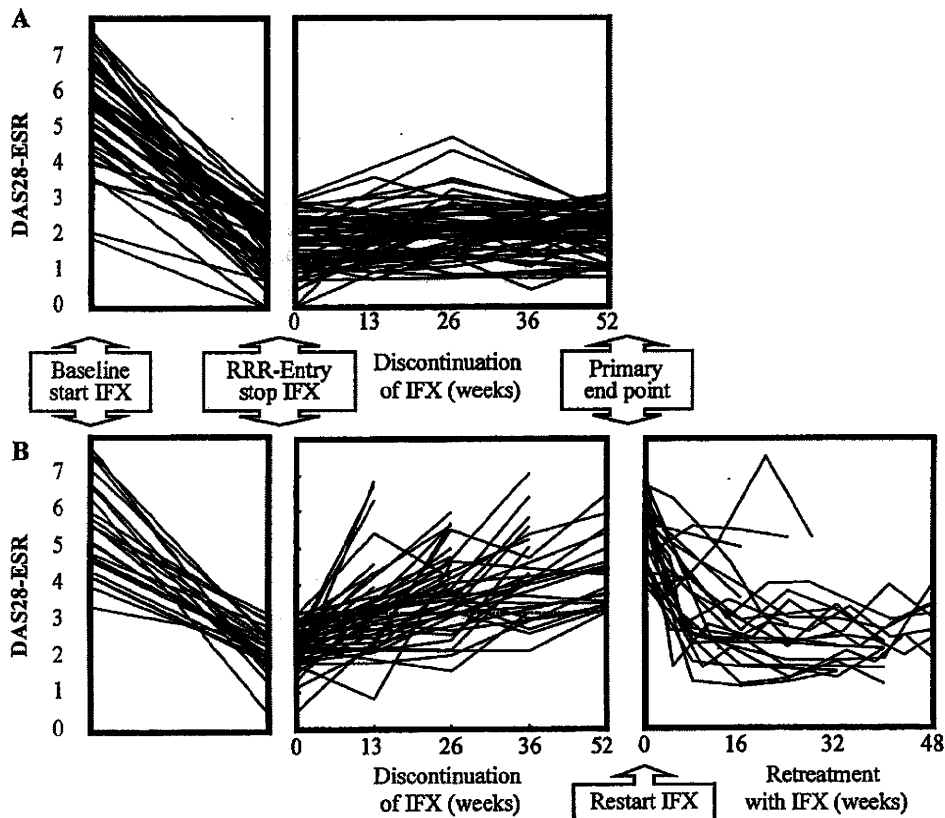 A
7
6
5
4
3
2
1
0
DAS28-ESR
0 13 26 36 52
Discontinuation
of IFX (weeks)
Baseline
start IFX
RRR-Entry
stop IFX
Primary
end point
B
7
6
5
4
3
2
1
0
DAS28-ESR
0 13 26 36 52
0 16 32 48
Discontinuation
of IFX (weeks)
Restart IFX
Retreatment
with IFX (weeks)